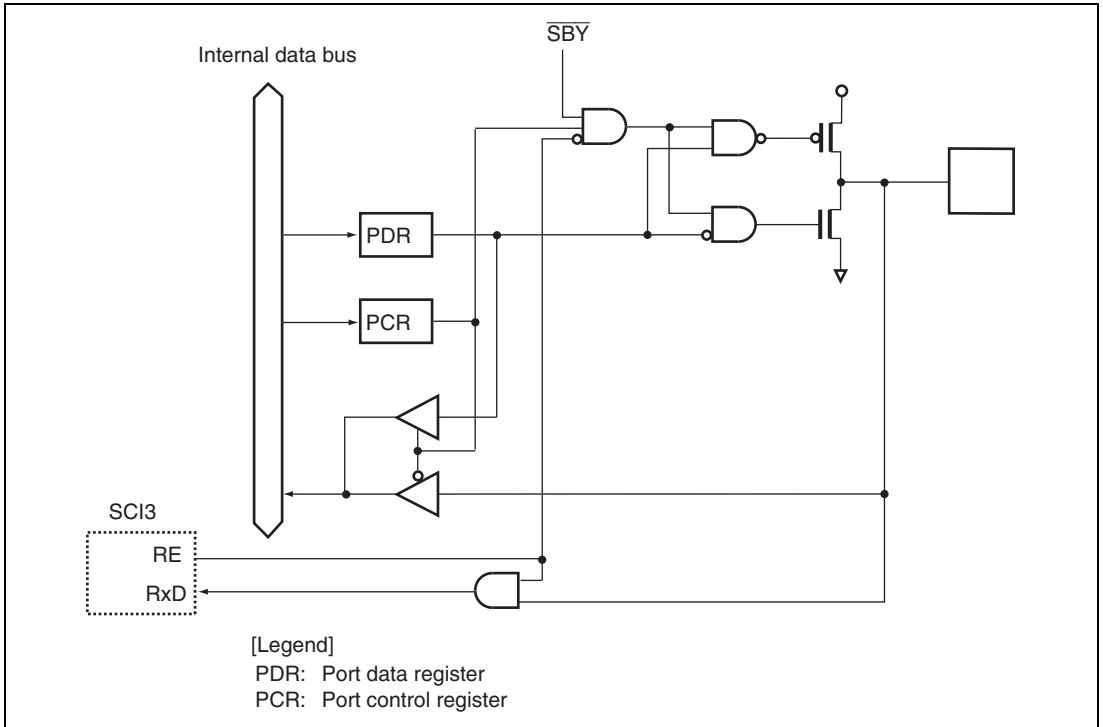 SBY
Internal data bus
PDR
PCR
SCI3
RE
RxD
[Legend]
PDR: Port data register
PCR: Port control register